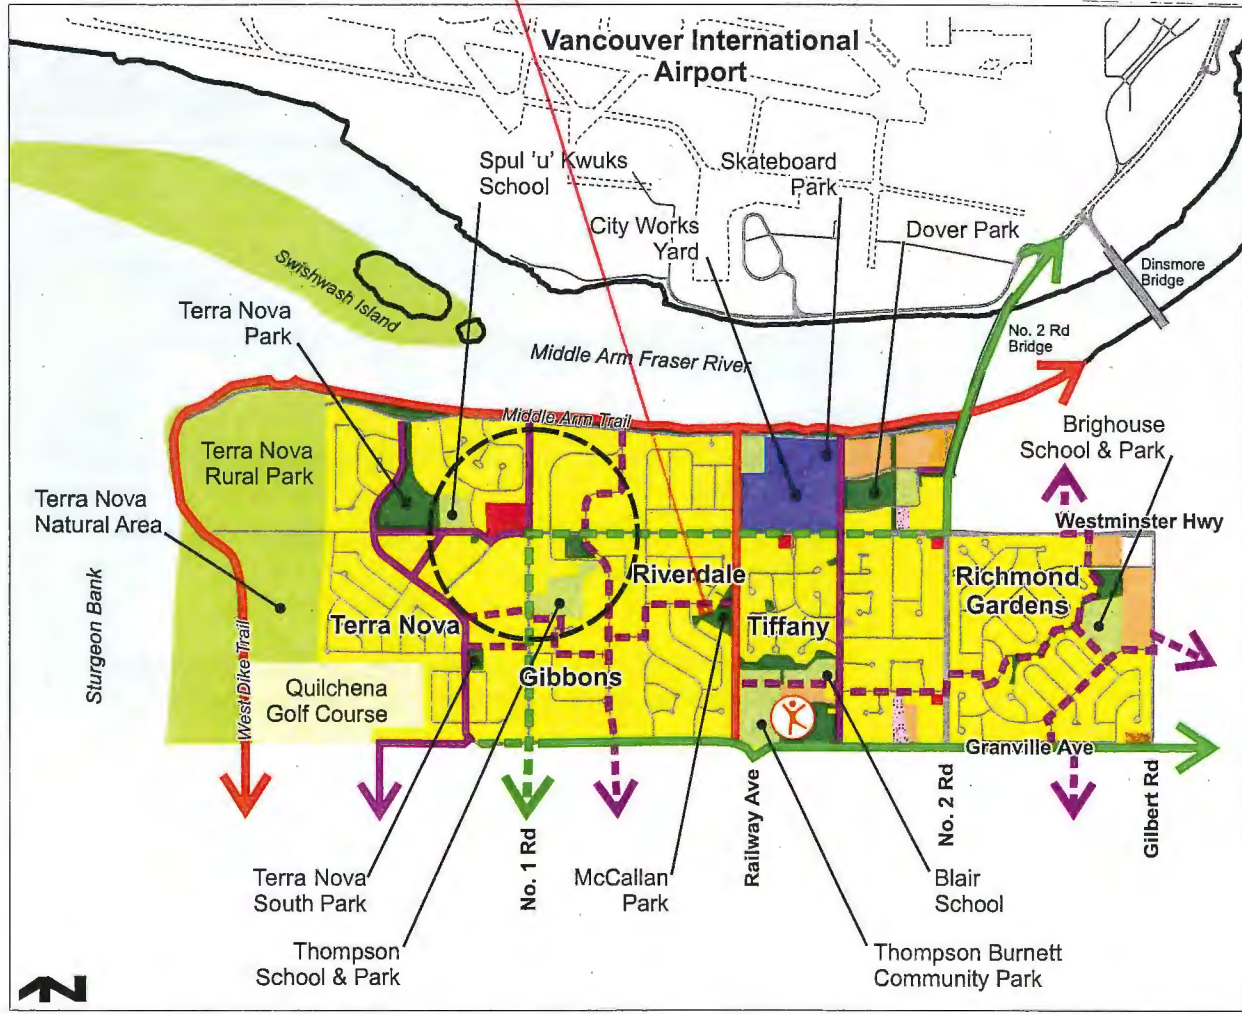 Vancouver International
Airport
Spul 'u' Kwuks
School
Skateboard
Park
City Works
Yard
Dover Park
Dinsmore
Bridge
Swishwash Island
Terra Nova
Park
No. 2 Rd
Bridge
Middle Arm Fraser River
Middle Arm Trail
Brighouse
School & Park
Terra Nova
Rural Park
Terra Nova
Natural Area
Westminster Hwy
Riverdale
Richmond
Gardens
Terra Nova
Tiffany
Sturgeon Bank
West Dike Trail
Gibbons
Quilchena
Golf Course
Granville Ave
No. 1 Rd
Railway Ave
No. 2 Rd
Gilbert Rd
Terra Nova
South Park
McCallan
Park
Blair
School
Thompson
School & Park
Thompson Burnett
Community Park
N